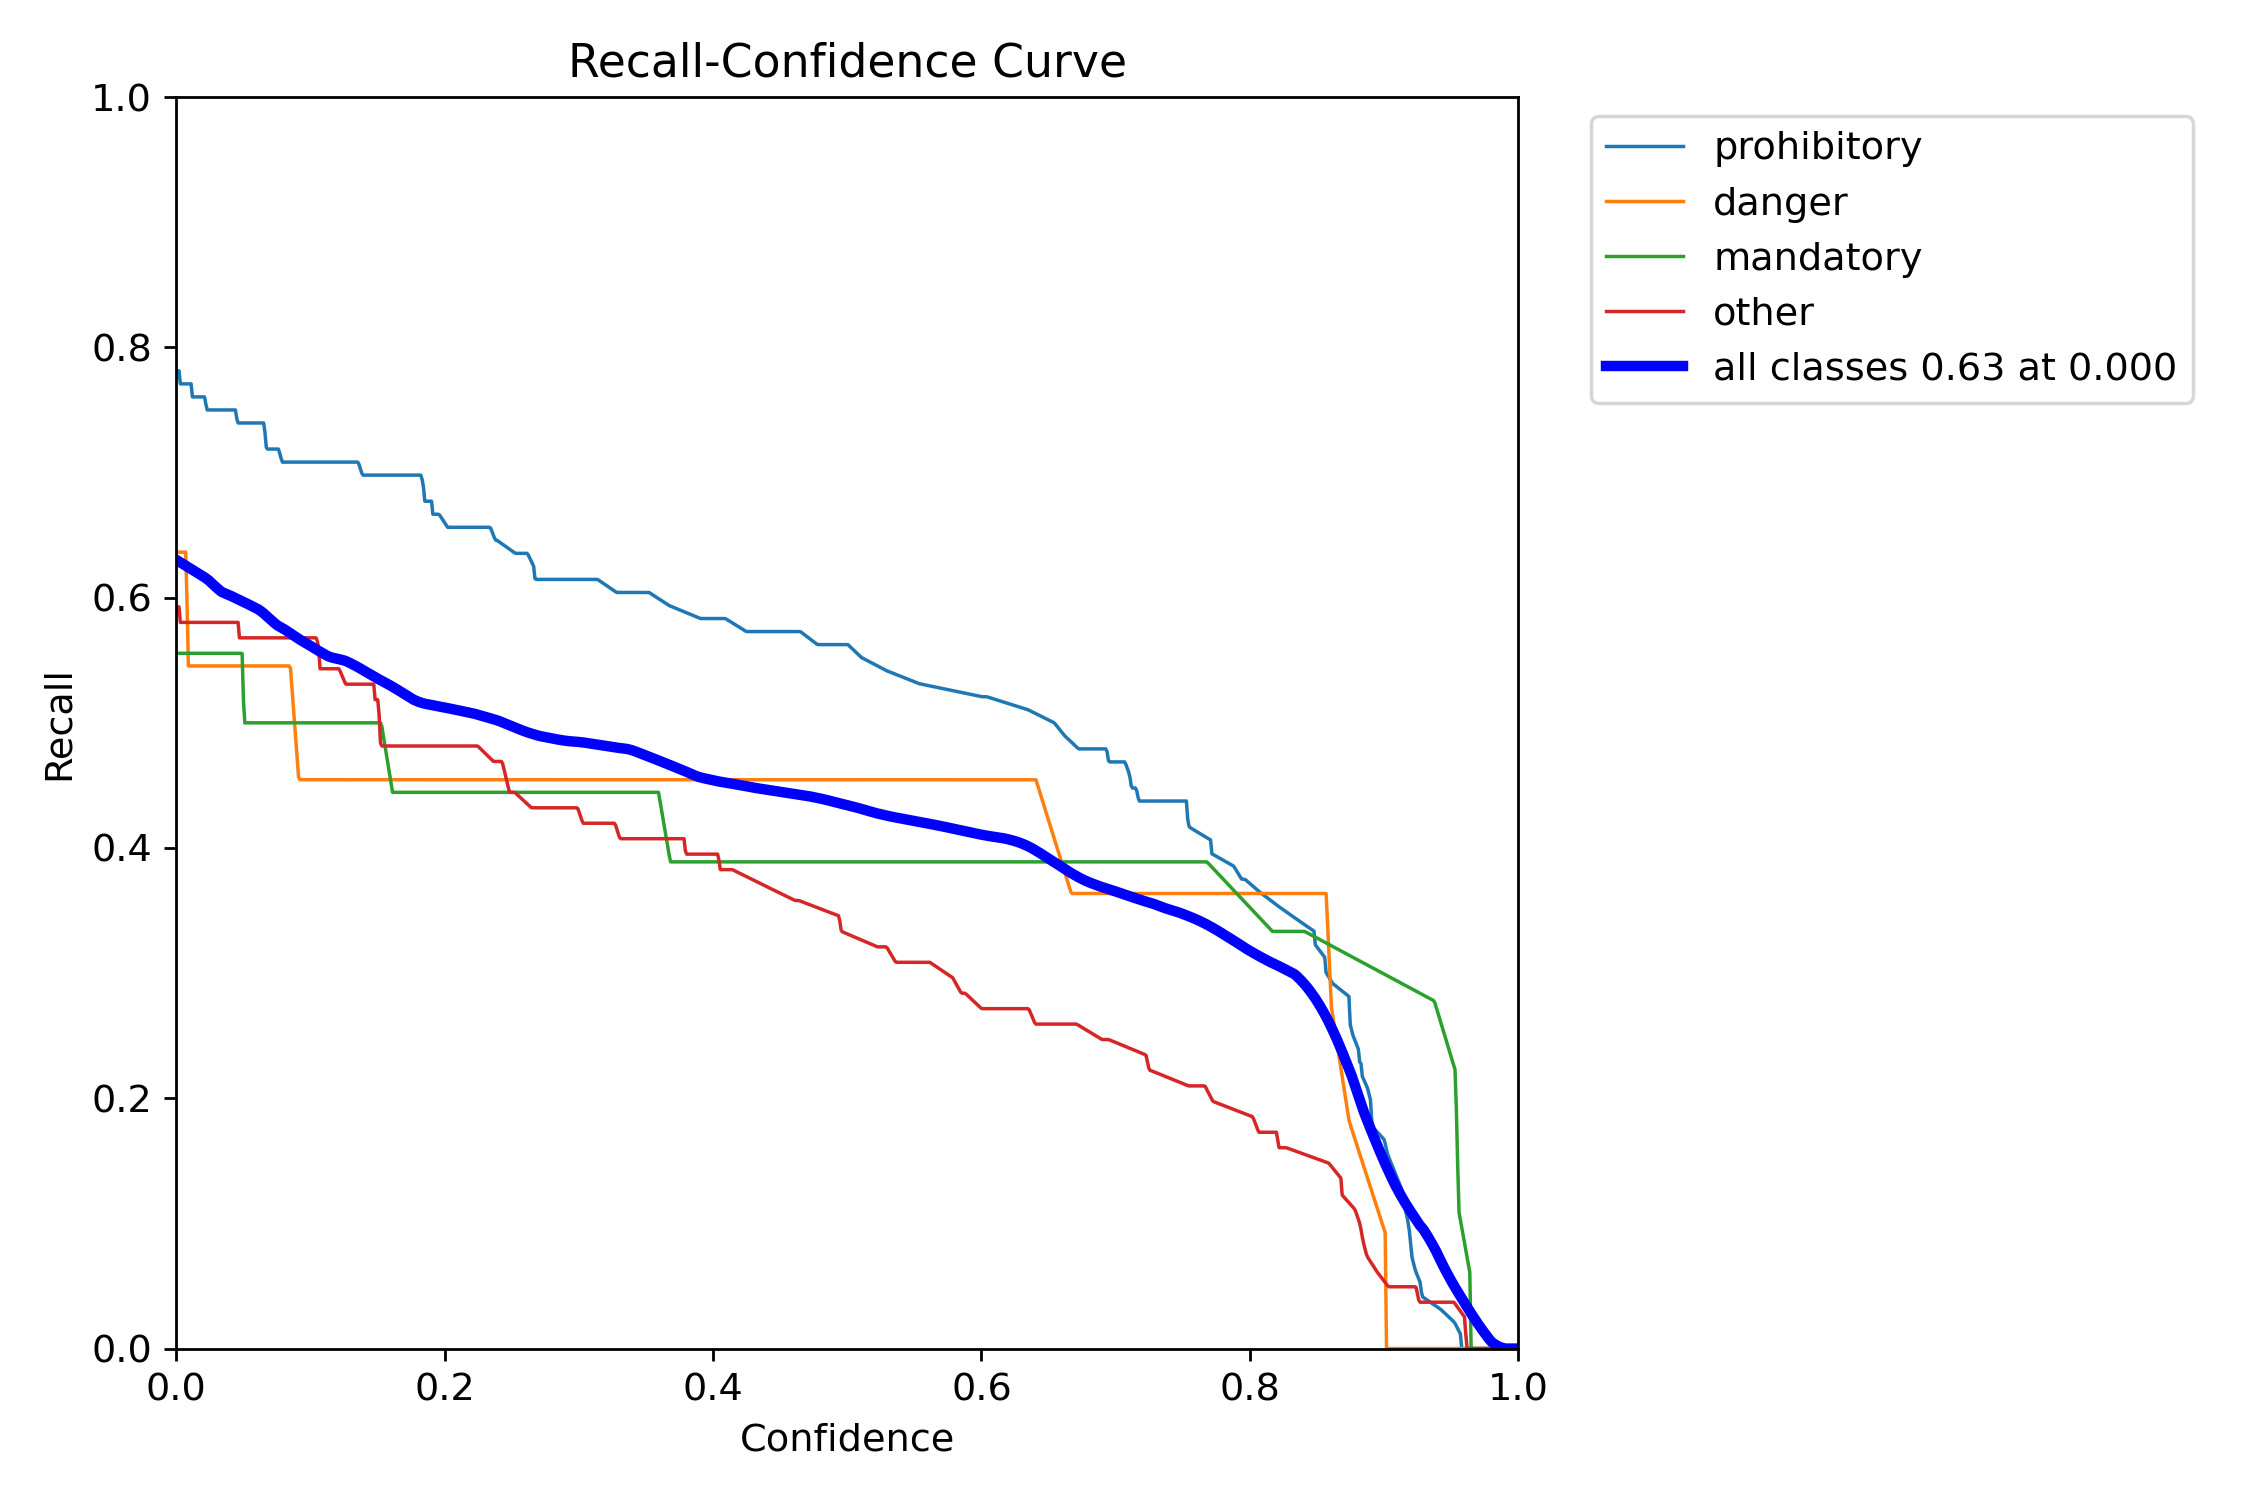 Recall-Confidence Curve
1.0
0.8
0.6
0.4
0.2
0.0
Recall
0.0 0.2 0.4 0.6 0.8 1.0
Confidence
prohibitory
danger
mandatory
other
all classes 0.63 at 0.000